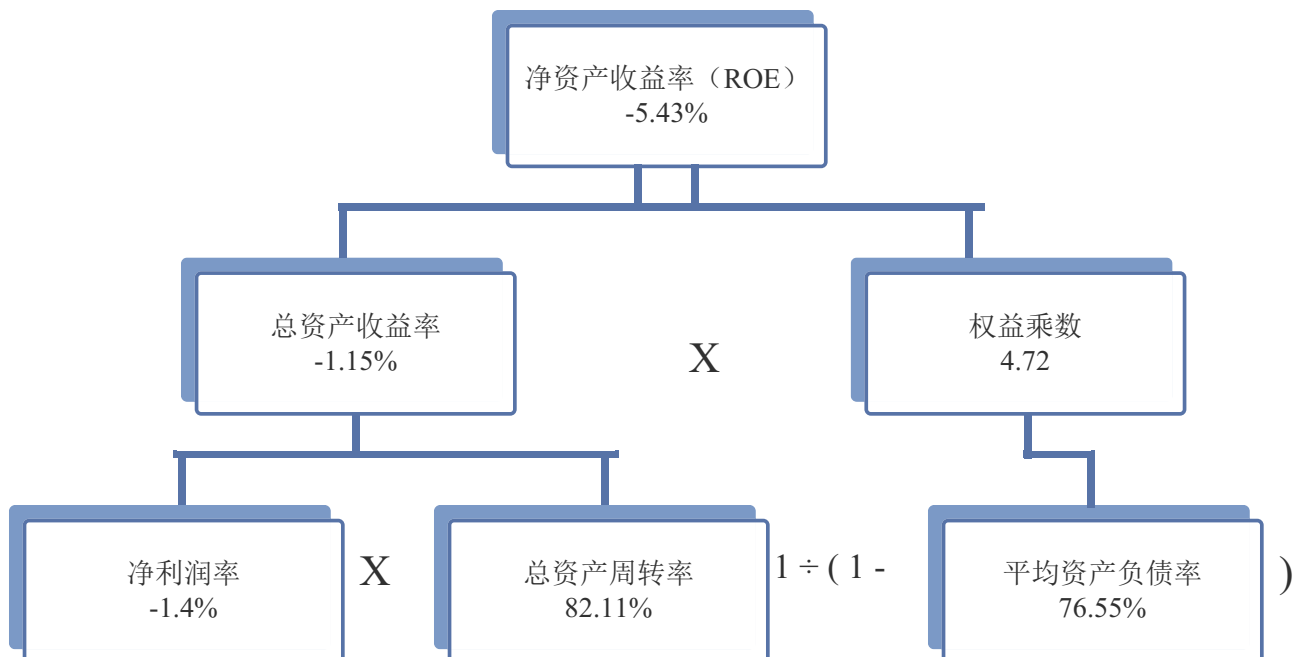 净资产收益率（ROE）
-5.43%
总资产收益率
-1.15%
X
权益乘数
4.72
净利润率
-1.4%
X
总资产周转率
82.11%
1 ÷ ( 1 -
平均资产负债率
76.55%
)